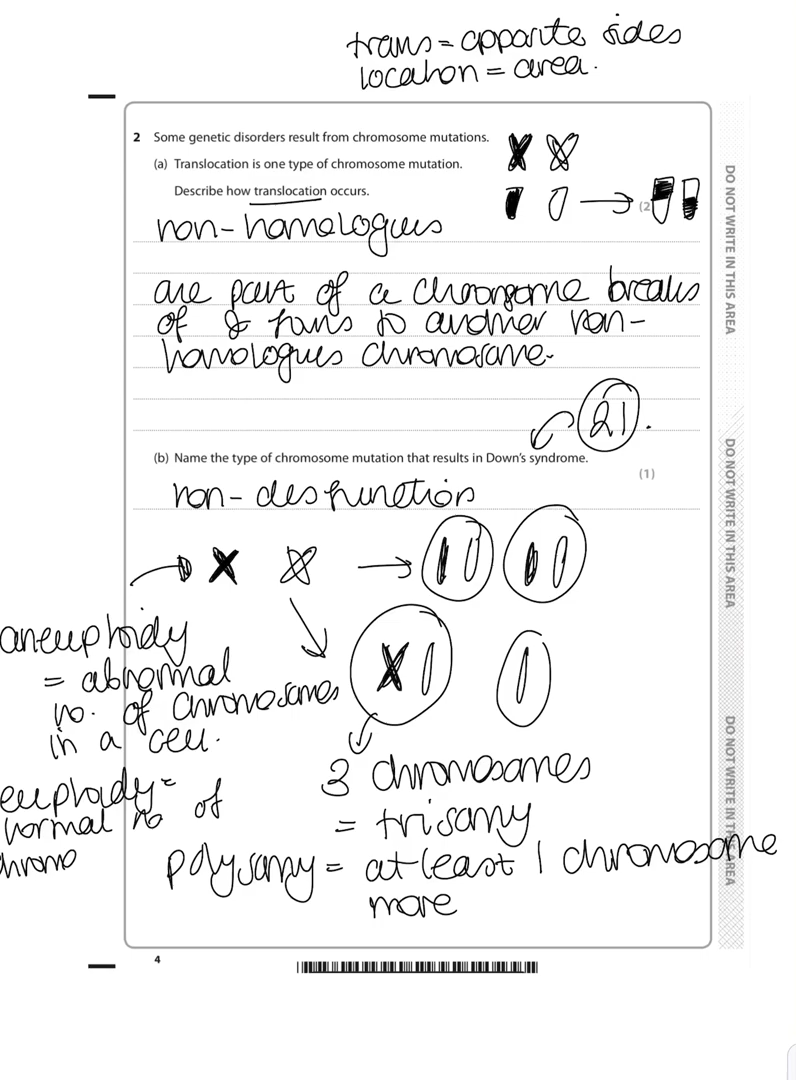 trans = opposite sides
location = area.
2 Some genetic disorders result from chromosome mutations.
(a) Translocation is one type of chromosome mutation.
Describe how translocation occurs.
(2)
non-homologues
are part of a chromosome breaks
of & joins to another non-
homologues chromosome.
21.
(b) Name the type of chromosome mutation that results in Down's syndrome.
(1)
non-desfunction
aneuploidy
= abnormal
no. of chromosomes
in a cell.
euploidy =
normal no of
chromo
3 chromosomes
= trisomy
polysomy = at least 1 chromosome
more
4
DO NOT WRITE IN THIS AREA
DO NOT WRITE IN THIS AREA
DO NOT WRITE IN THIS AREA